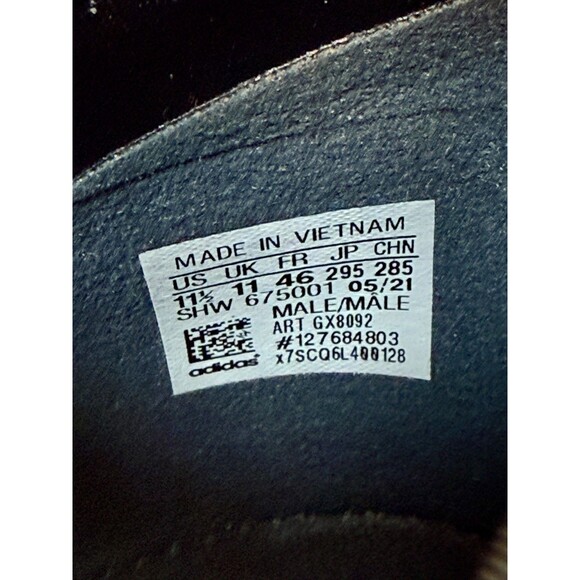 MADE IN VIETNAM
US UK FR JP CHN
11½ 11 46 295 285
SHW 675001 05/21
MALE/MÂLE
ART GX8092
#127684803
x7SCQ6L400128
adidas